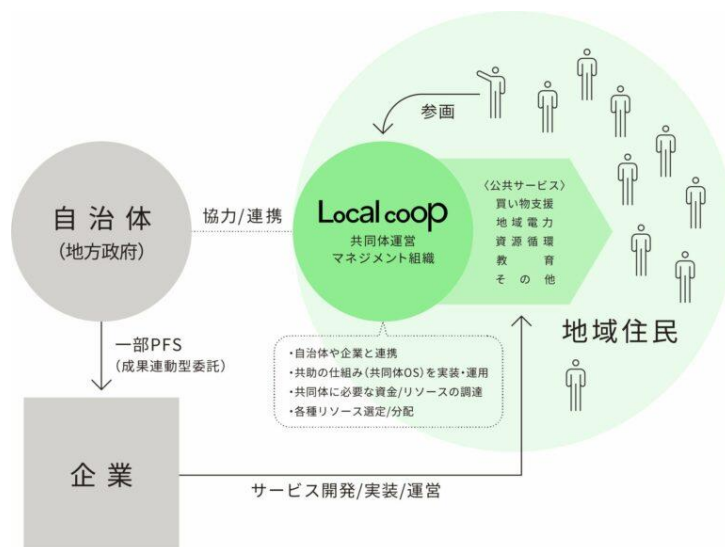 参画
自治体
(地方政府)
協力/連携
Local coop
共同体運営
マネジメント組織
〈公共サービス〉
買い物支援
地域電力
資源循環
教育
その他
地域住民
・自治体や企業と連携
・共助の仕組み(共同体OS)を実装・運用
・共同体に必要な資金/リソースの調達
・各種リソース選定/分配
一部PFS
(成果連動型委託)
企業
サービス開発/実装/運営